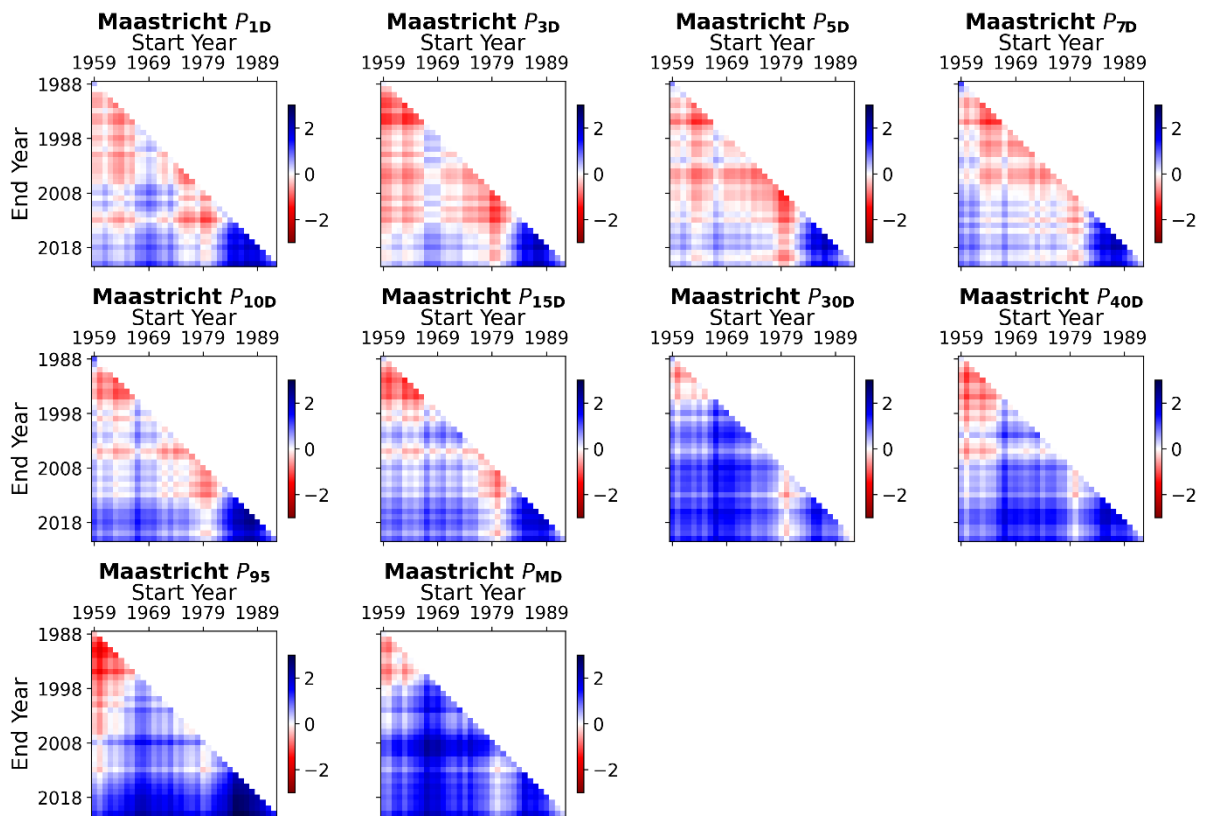 Maastricht P1D Maastricht P3D Maastricht P5D Maastricht P7D
Start Year Start Year Start Year Start Year
1959 1969 1979 1989 1959 1969 1979 1989 1959 1969 1979 1989 1959 1969 1979 1989
1988
1998
2008
2018
End Year
2 2 2 2
0 0 0 0
−2 −2 −2 −2
Maastricht P10D Maastricht P15D Maastricht P30D Maastricht P40D
Start Year Start Year Start Year Start Year
1959 1969 1979 1989 1959 1969 1979 1989 1959 1969 1979 1989 1959 1969 1979 1989
1988
1998
2008
2018
End Year
2 2 2 2
0 0 0 0
−2 −2 −2 −2
Maastricht P95 Maastricht PMD
Start Year Start Year
1959 1969 1979 1989 1959 1969 1979 1989
1988
1998
2008
2018
End Year
2 2
0 0
−2 −2